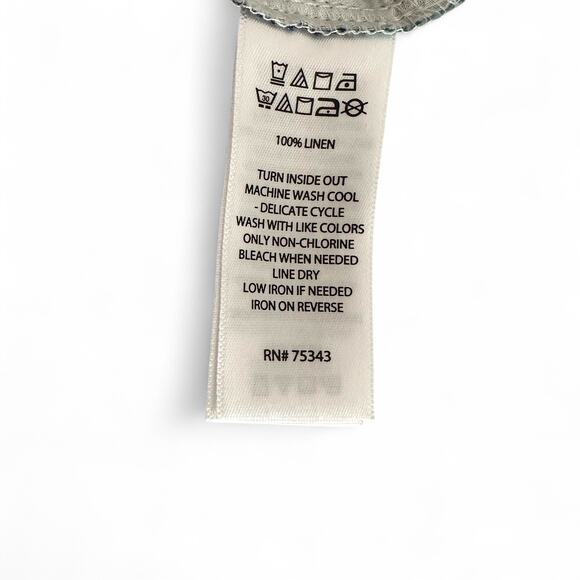 30
100% LINEN
TURN INSIDE OUT
MACHINE WASH COOL
- DELICATE CYCLE
WASH WITH LIKE COLORS
ONLY NON-CHLORINE
BLEACH WHEN NEEDED
LINE DRY
LOW IRON IF NEEDED
IRON ON REVERSE
RN# 75343